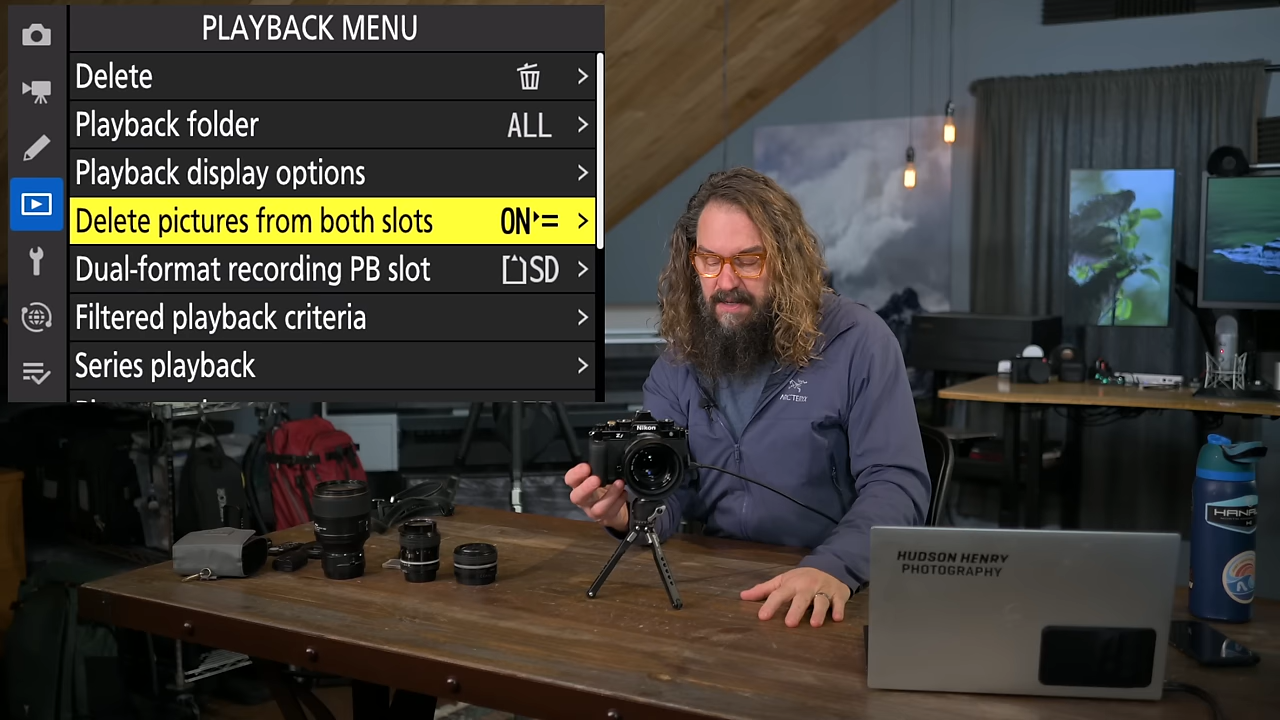 PLAYBACK MENU
Delete
Playback folder ALL
Playback display options
Delete pictures from both slots ON
Dual-format recording PB slot SD
Filtered playback criteria
Series playback
ARC'TERYX
Nikon
Zf
HUDSON HENRY
PHOTOGRAPHY